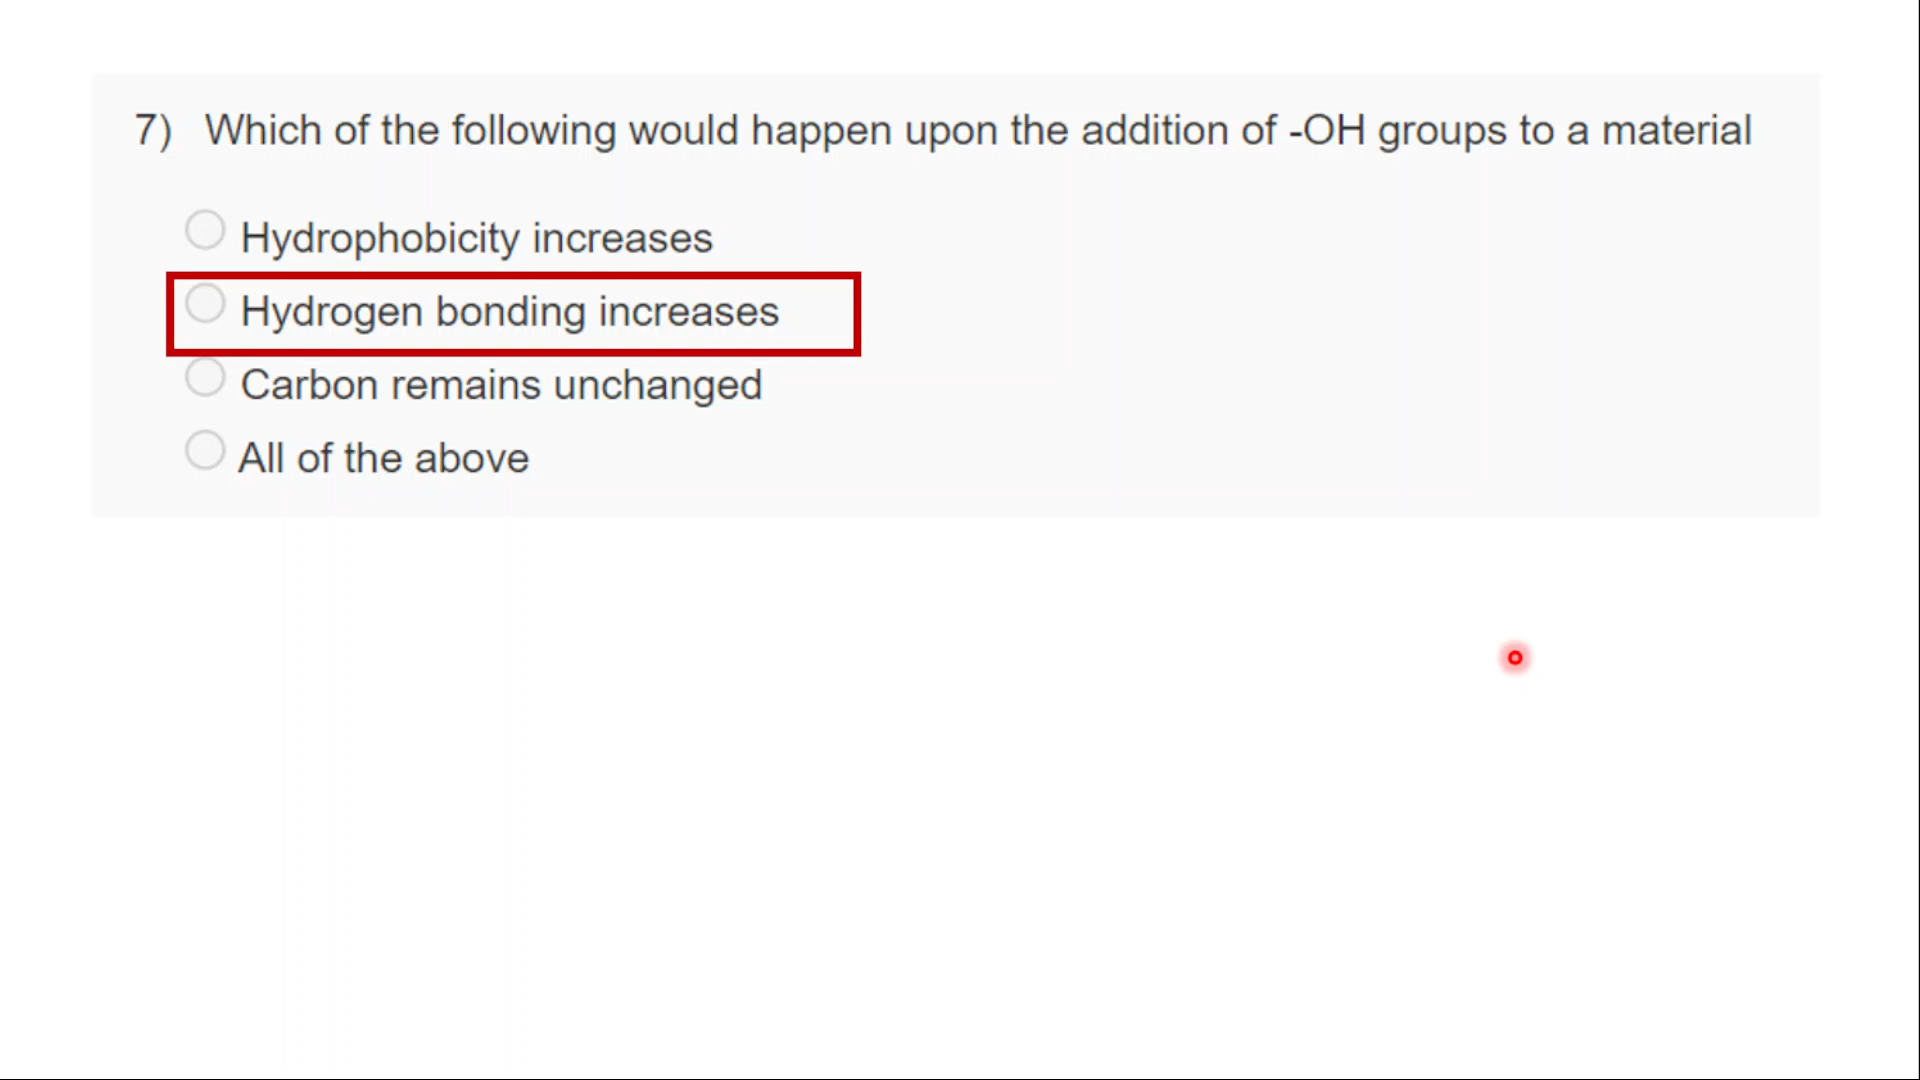 7) Which of the following would happen upon the addition of -OH groups to a material
Hydrophobicity increases
Hydrogen bonding increases
Carbon remains unchanged
All of the above